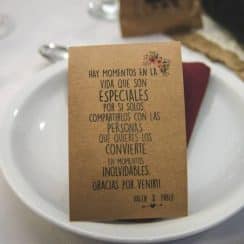 HAY MOMENTOS EN LA
VIDA QUE SON
ESPECIALES
POR SI SOLOS.
COMPARTIRLOS CON LAS
PERSONAS
QUE QUIERES LOS
CONVIERTE
EN MOMENTOS
INOLVIDABLES.
GRACIAS POR VENIR!!
PABLO